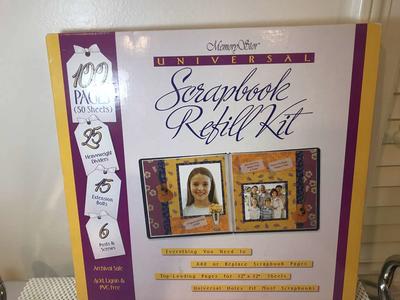 MemoryStor
UNIVERSAL
Scrapbook
Refill Kit
100
PAGES
(50 Sheets)
25
Heavyweight
Dividers
15
Extension
Bolts
6
Posts &
Screws
Archival Safe
Acid, Lignin &
PVC Free
Everything You Need to
Add or Replace Scrapbook Pages
Top-Loading Pages for 12" x 12" Sheets
Universal Holes Fit Most Scrapbooks